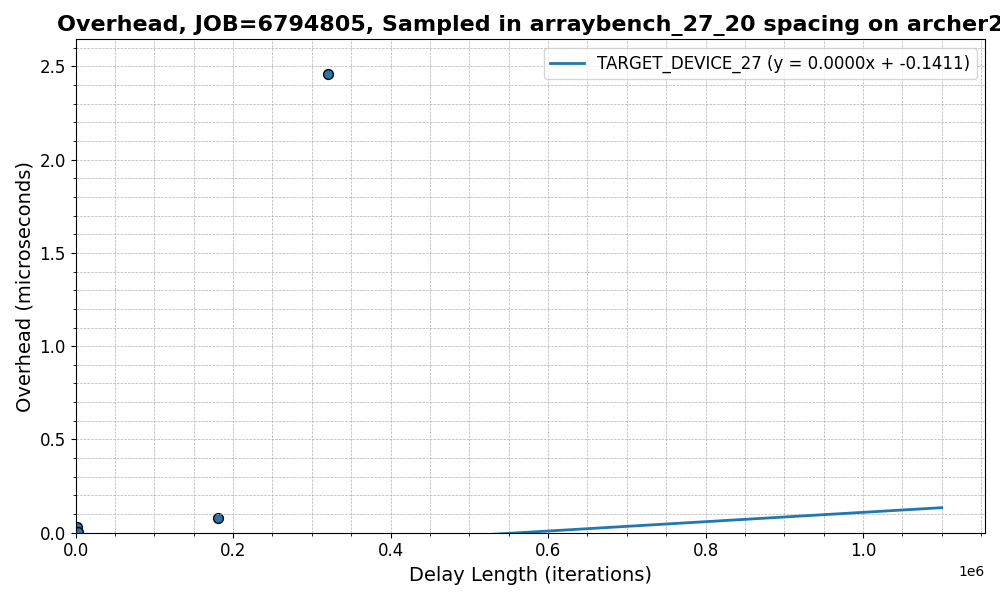 Overhead, JOB=6794805, Sampled in arraybench_27_20 spacing on archer2
TARGET_DEVICE_27 (y = 0.0000x + -0.1411)
Overhead (microseconds)
2.5
2.0
1.5
1.0
0.5
0.0
0.0 0.2 0.4 0.6 0.8 1.0
1e6
Delay Length (iterations)